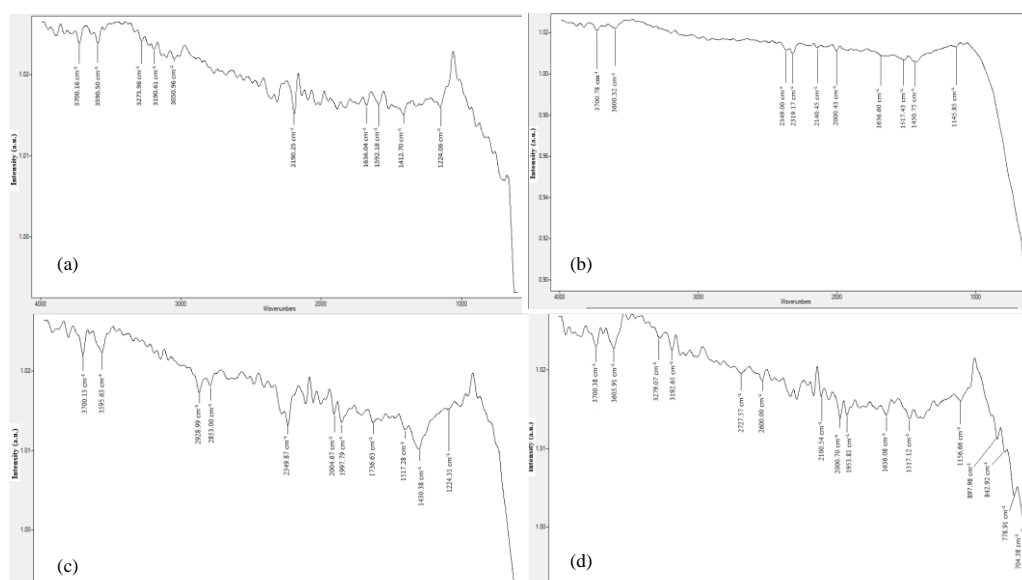 (a)
Intensity (a.u.)
1.02
1.01
1.00
3700.16 cm⁻¹
3590.50 cm⁻¹
3273.98 cm⁻¹
3190.61 cm⁻¹
3050.96 cm⁻¹
2190.25 cm⁻¹
1636.04 cm⁻¹
1592.18 cm⁻¹
1412.70 cm⁻¹
1224.06 cm⁻¹
4000
3000
2000
1000
Wavenumbers
(b)
Intensity (a.u.)
1.02
1.00
0.98
0.96
0.94
0.92
0.90
3700.78 cm⁻¹
3600.32 cm⁻¹
2349.00 cm⁻¹
2319.17 cm⁻¹
2140.45 cm⁻¹
2000.43 cm⁻¹
1636.60 cm⁻¹
1517.43 cm⁻¹
1430.75 cm⁻¹
1145.85 cm⁻¹
4000
3000
2000
1000
Wavenumbers
(c)
Intensity (a.u.)
1.02
1.01
1.00
3700.13 cm⁻¹
3595.63 cm⁻¹
2928.99 cm⁻¹
2853.00 cm⁻¹
2349.87 cm⁻¹
2004.67 cm⁻¹
1997.79 cm⁻¹
1736.63 cm⁻¹
1517.28 cm⁻¹
1430.38 cm⁻¹
1224.31 cm⁻¹
(d)
Intensity (a.u.)
1.02
1.01
1.00
3700.38 cm⁻¹
3603.91 cm⁻¹
3279.07 cm⁻¹
3192.65 cm⁻¹
2727.57 cm⁻¹
2600.00 cm⁻¹
2100.54 cm⁻¹
2000.70 cm⁻¹
1953.81 cm⁻¹
1636.08 cm⁻¹
1517.12 cm⁻¹
1156.66 cm⁻¹
897.98 cm⁻¹
842.92 cm⁻¹
778.91 cm⁻¹
704.38 cm⁻¹